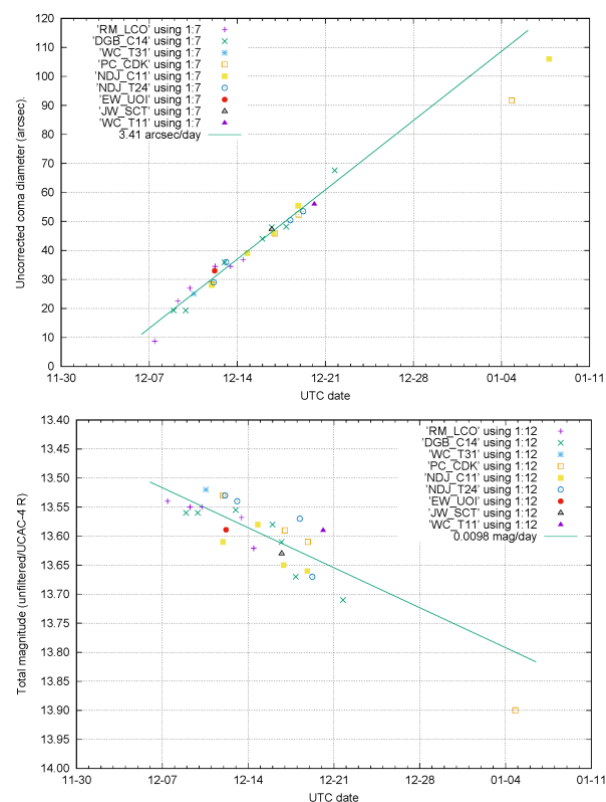 120
110
100
90
80
70
60
50
40
30
20
10
0
Uncorrected coma diameter (arcsec).
'RM_LCO' using 1:7
'DGB_C14' using 1:7
'WC_T31' using 1:7
'PC_CDK' using 1:7
'NDJ_C11' using 1:7
'NDJ_T24' using 1:7
'EW_UOI' using 1:7
'JW_SCT' using 1:7
'WC_T11' using 1:7
3.41 arcsec/day
11-30 12-07 12-14 12-21 12-28 01-04 01-11
UTC date
13.40
13.45
13.50
13.55
13.60
13.65
13.70
13.75
13.80
13.85
13.90
13.95
14.00
Total magnitude (unfiltered/UCAC-4 R)
'RM_LCO' using 1:12
'DGB_C14' using 1:12
'WC_T31' using 1:12
'PC_CDK' using 1:12
'NDJ_C11' using 1:12
'NDJ_T24' using 1:12
'EW_UOI' using 1:12
'JW_SCT' using 1:12
'WC_T11' using 1:12
0.0098 mag/day
11-30 12-07 12-14 12-21 12-28 01-04 01-11
UTC date